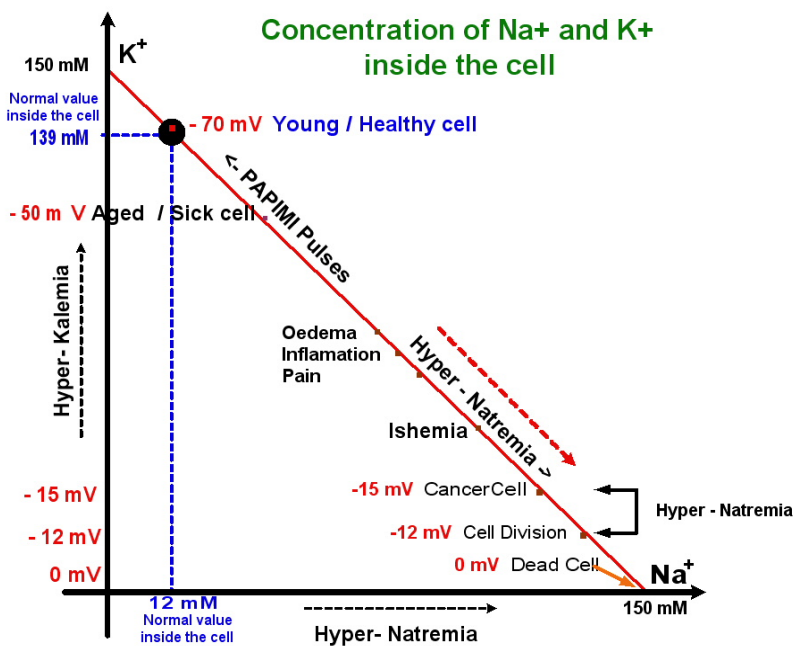 Concentration of Na+ and K+
inside the cell
K+
150 mM
Normal value
inside the cell
139 mM
- 70 mV Young / Healthy cell
<- PAPIMI Pulses
- 50 m V Aged / Sick cell
Hyper- Kalemia
Oedema
Inflamation
Pain
Hyper - Natremia >
Ishemia
- 15 mV
-15 mV CancerCell
Hyper - Natremia
- 12 mV
-12 mV Cell Division
0 mV
0 mV Dead Cell
Na+
12 mM
150 mM
Normal value
inside the cell
Hyper- Natremia